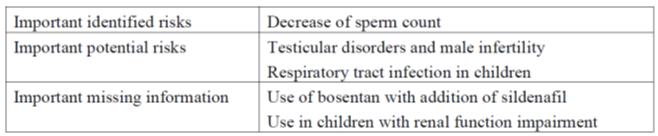 Important identified risks Decrease of sperm count
Important potential risks Testicular disorders and male infertility
Respiratory tract infection in children
Important missing information Use of bosentan with addition of sildenafil
Use in children with renal function impairment